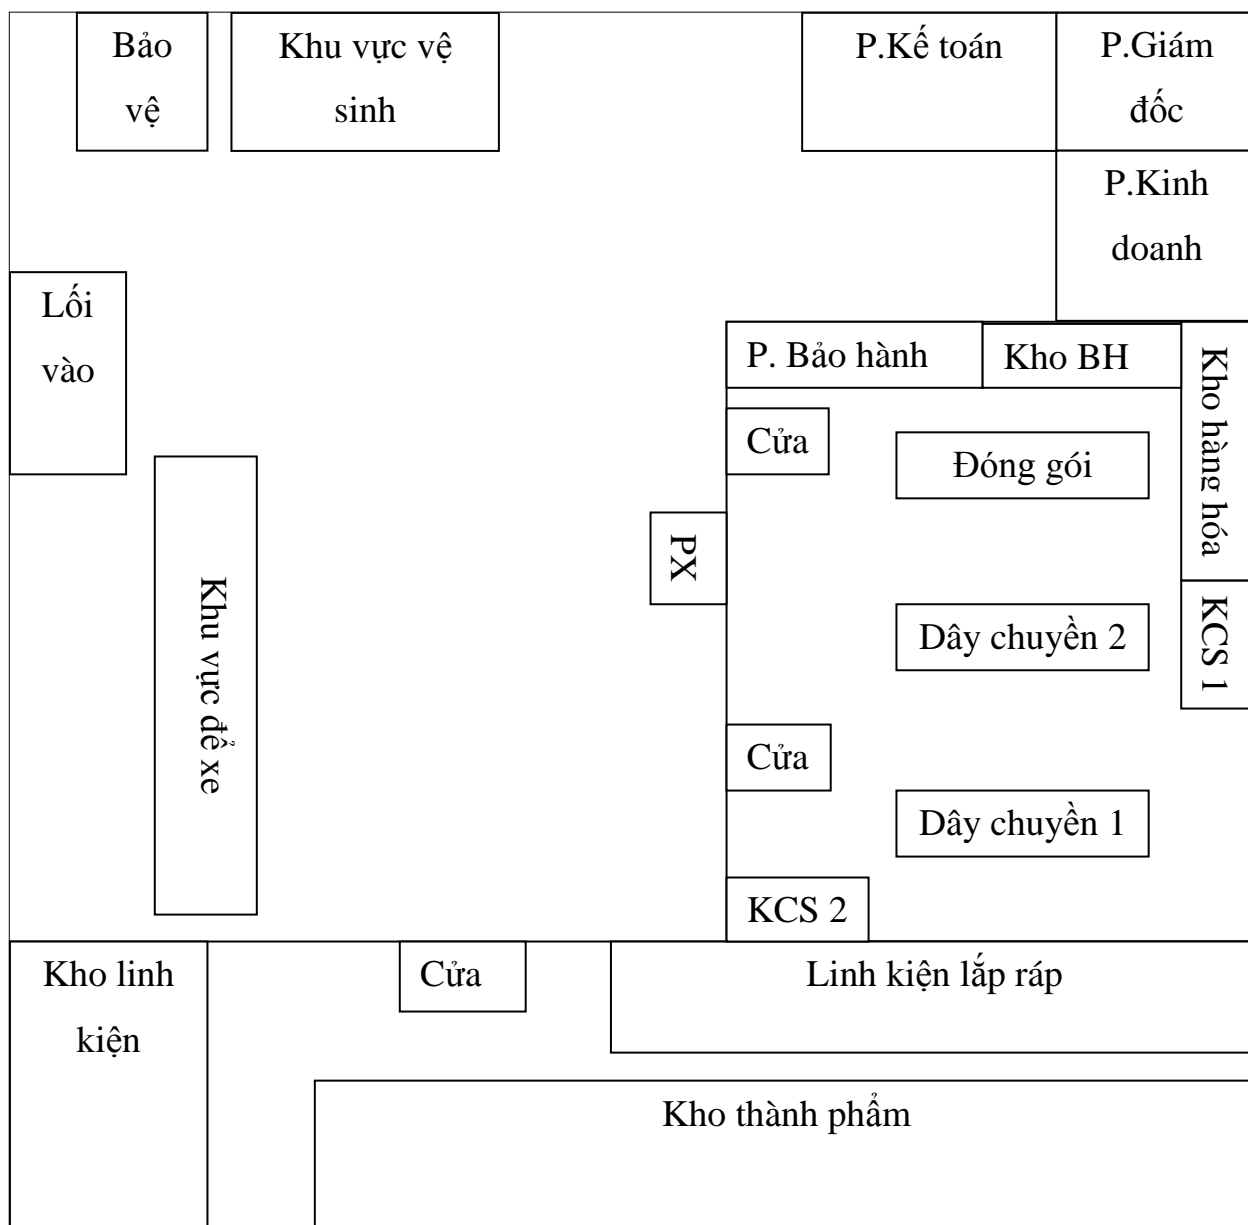 Bảo
vệ
Khu vực vệ
sinh
P.Kế toán
P.Giám
đốc
P.Kinh
doanh
Lối
vào
P. Bảo hành
Kho BH
Kho hàng hóa
Cửa
Đóng gói
PX
Khu vực để xe
Dây chuyền 2
KCS 1
Cửa
Dây chuyền 1
KCS 2
Kho linh
kiện
Cửa
Linh kiện lắp ráp
Kho thành phẩm